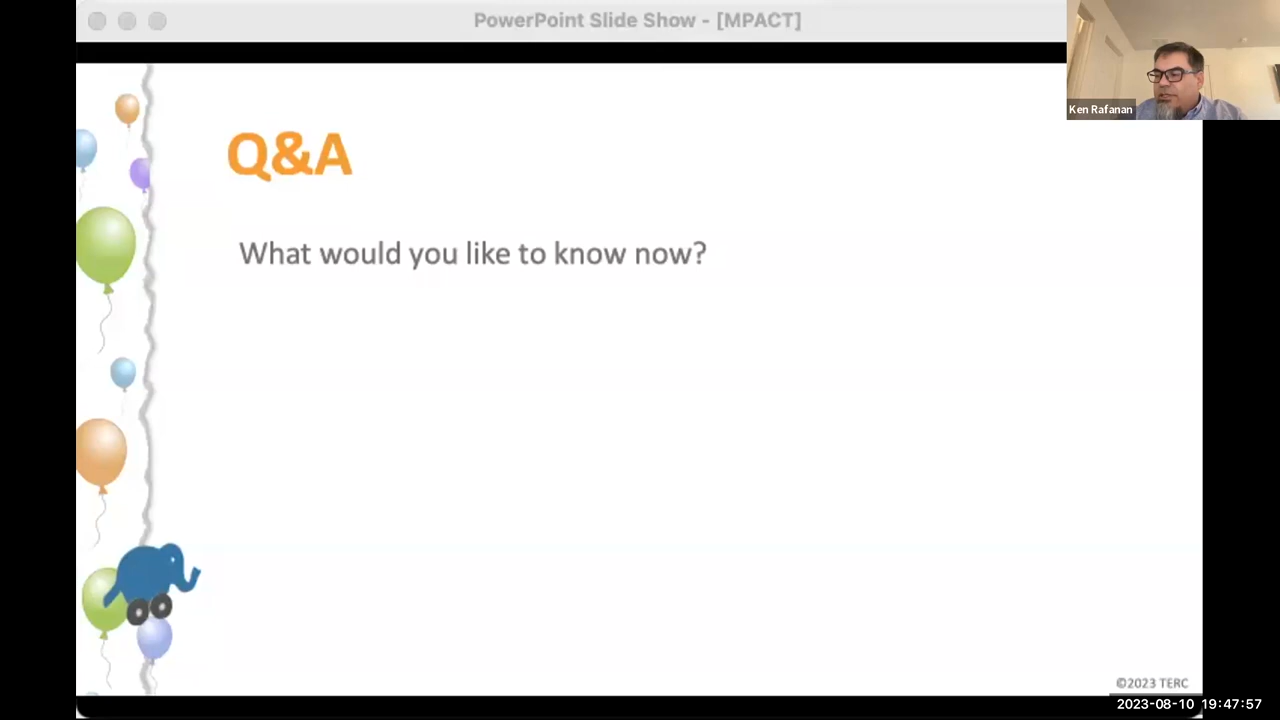 PowerPoint Slide Show - [MPACT]
Ken Rafanan
Q&A
What would you like to know now?
©2023 TERC
2023-08-10 19:47:57